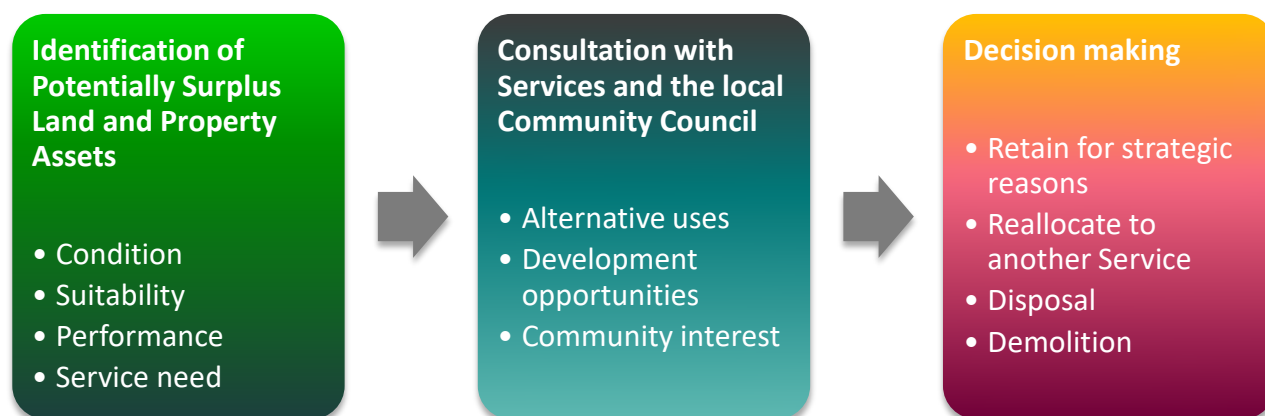 Identification of
Potentially Surplus
Land and Property
Assets
• Condition
• Suitability
• Performance
• Service need
Consultation with
Services and the local
Community Council
• Alternative uses
• Development
opportunities
• Community interest
Decision making
• Retain for strategic
reasons
• Reallocate to
another Service
• Disposal
• Demolition